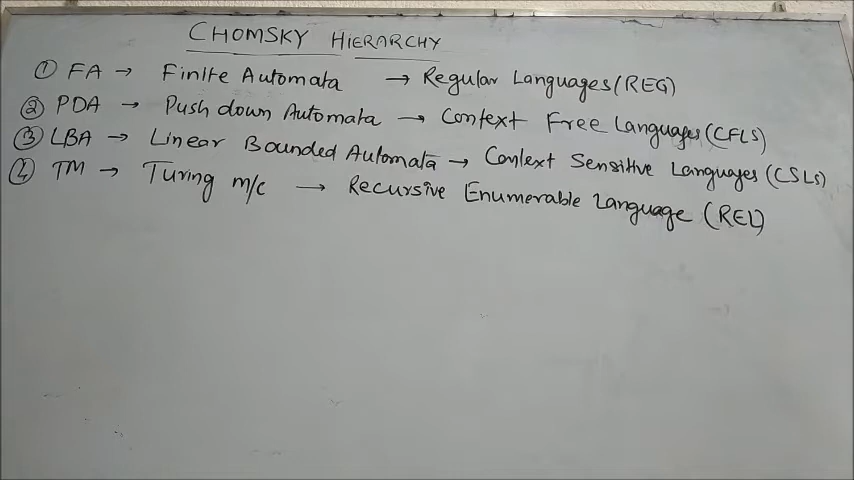 CHOMSKY HIERARCHY
① FA → Finite Automata → Regular Languages (REG)
② PDA → Push down Automata → Context Free Languages (CFLS)
③ LBA → Linear Bounded Automata → Context Sensitive Languages (CSLs)
④ TM → Turing m/c → Recursive Enumerable Language (REL)